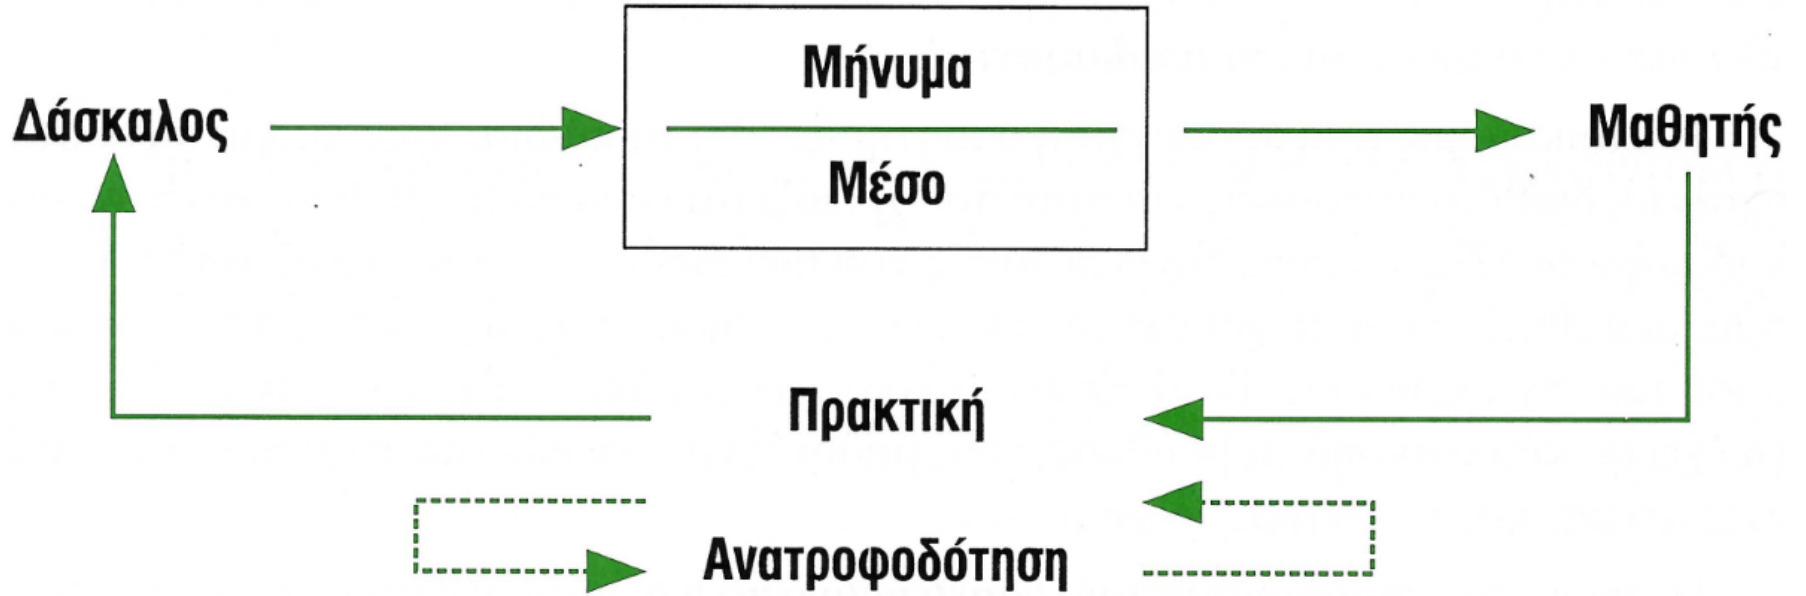 Μήνυμα
Δάσκαλος
Μαθητής
Μέσο
Πρακτική
Ανατροφοδότηση